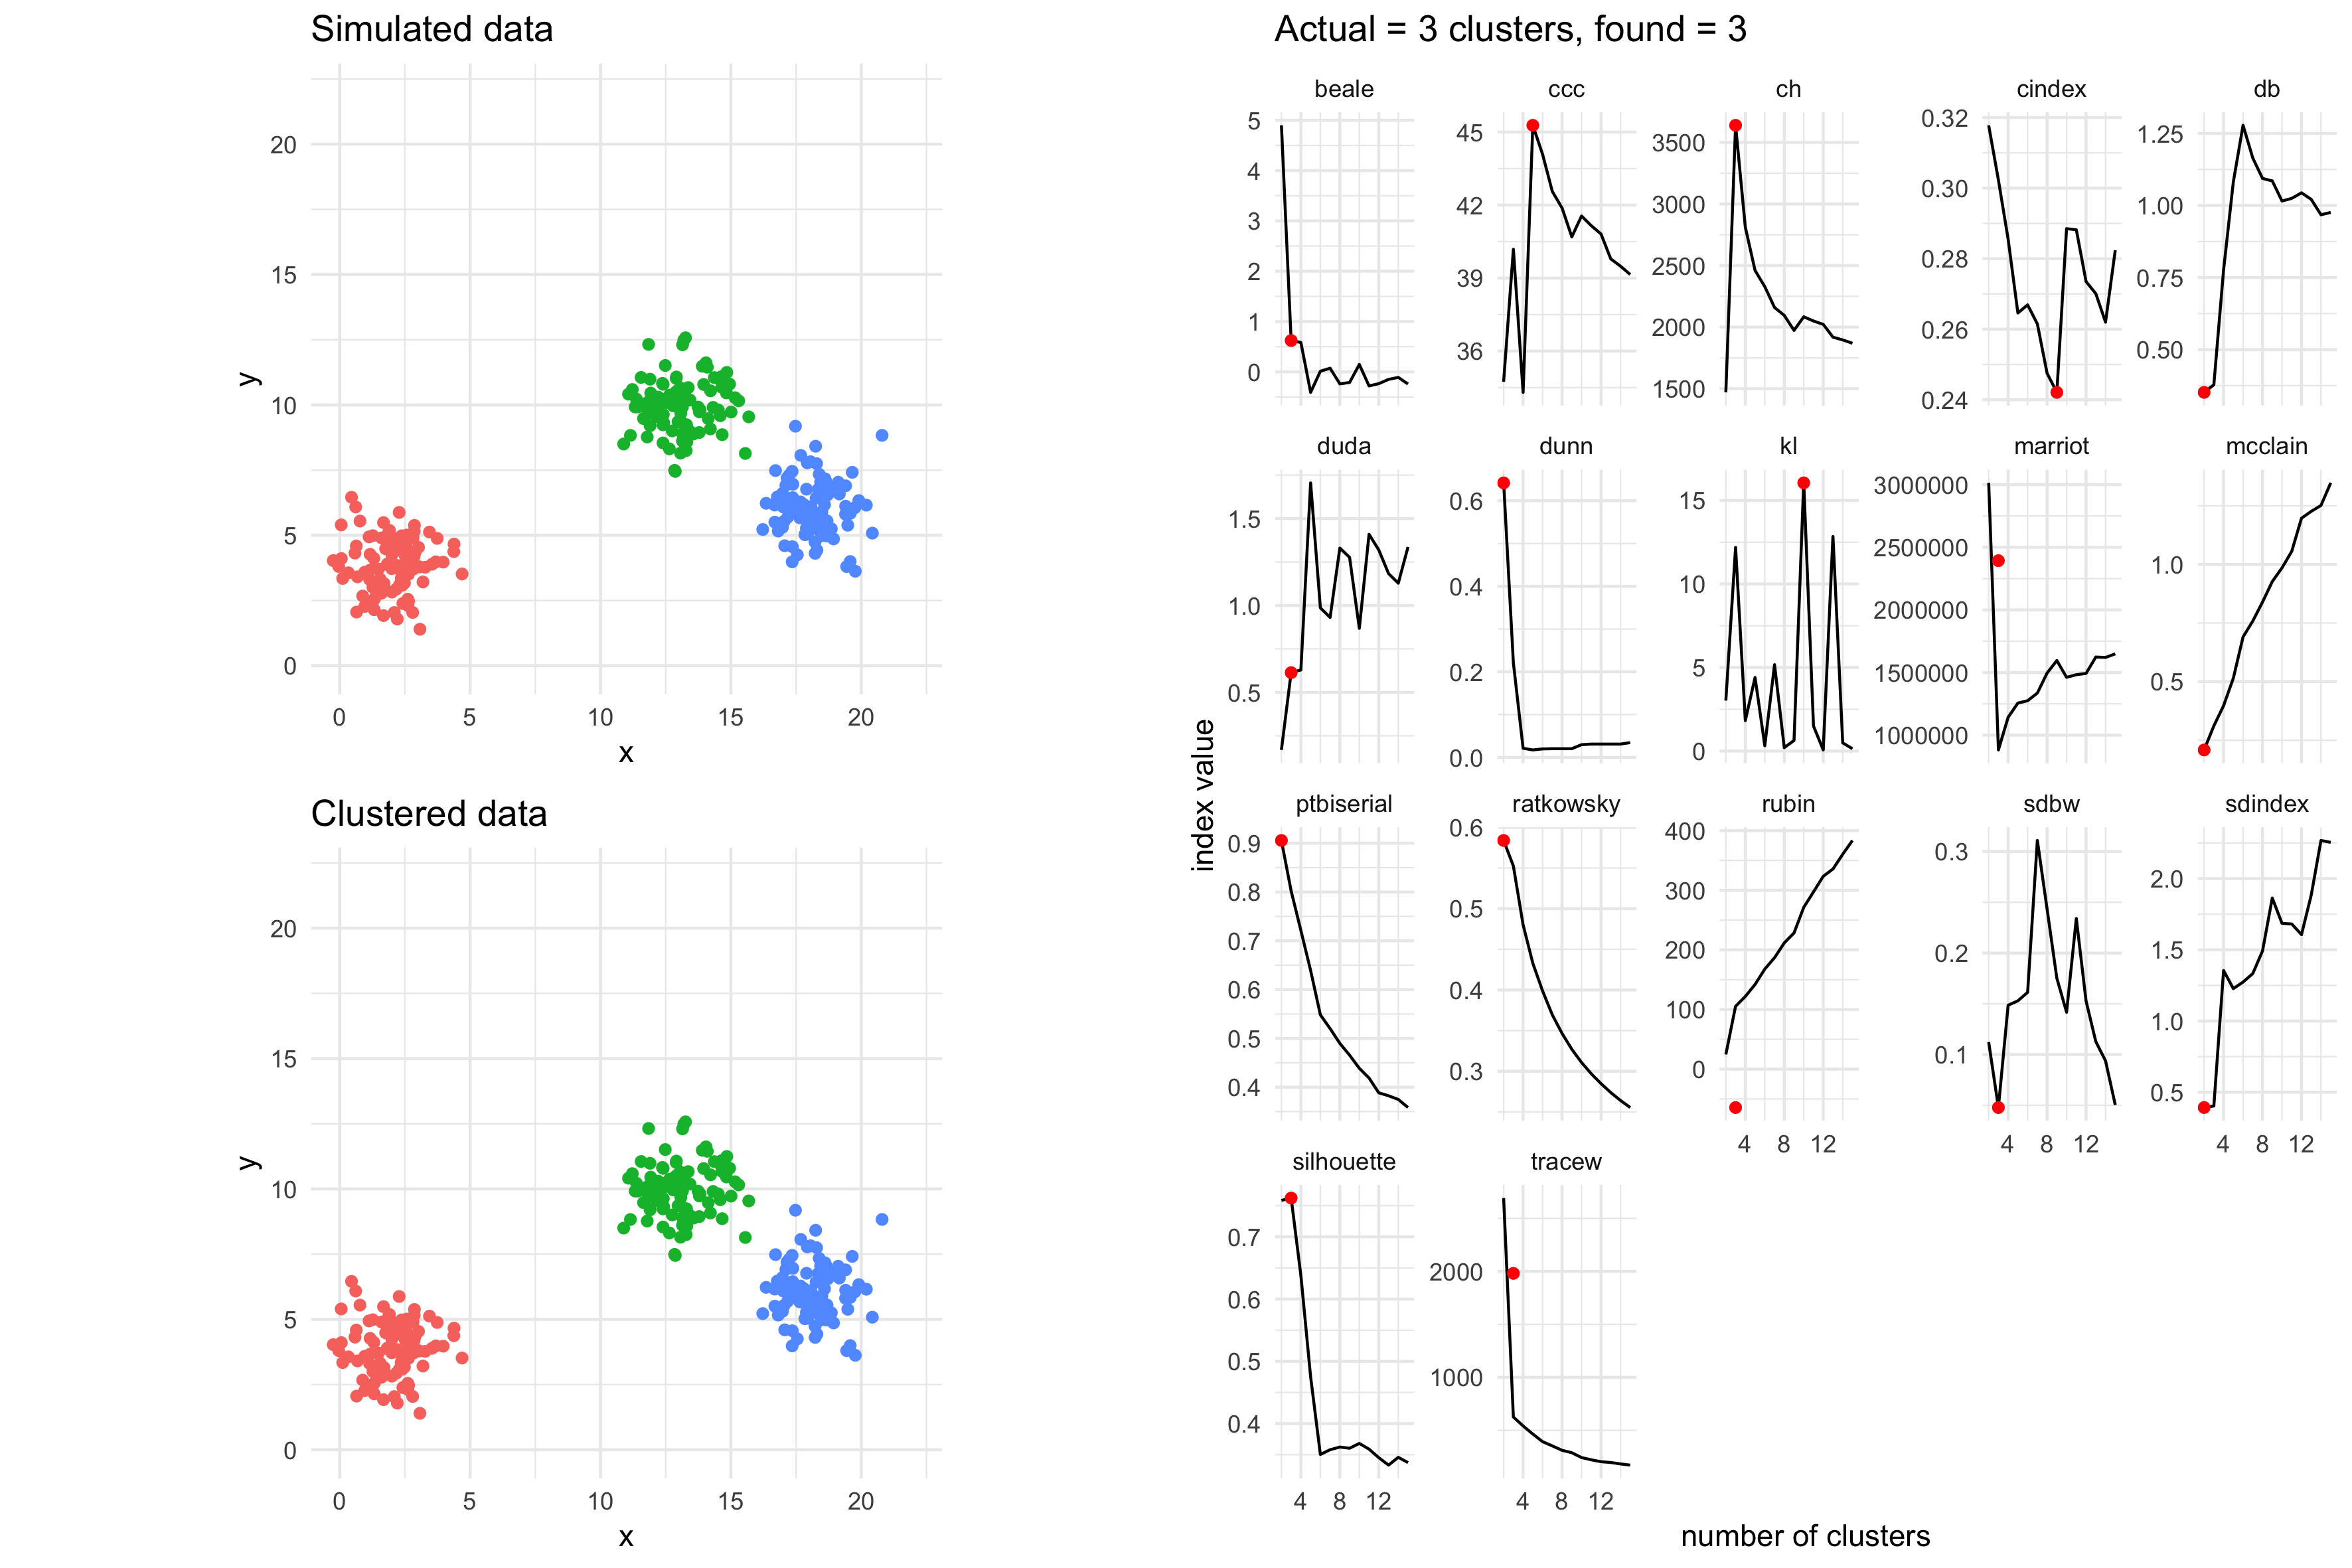 Simulated data
20
15
10
5
0
y
0 5 10 15 20
x
Clustered data
20
15
10
5
0
y
0 5 10 15 20
x
Actual = 3 clusters, found = 3
index value
beale
5
4
3
2
1
0
ccc
45
42
39
36
ch
3500
3000
2500
2000
1500
cindex
0.32
0.30
0.28
0.26
0.24
db
1.25
1.00
0.75
0.50
duda
1.5
1.0
0.5
dunn
0.6
0.4
0.2
0.0
kl
15
10
5
0
marriot
3000000
2500000
2000000
1500000
1000000
mcclain
1.0
0.5
ptbiserial
0.9
0.8
0.7
0.6
0.5
0.4
ratkowsky
0.6
0.5
0.4
0.3
rubin
400
300
200
100
0
4 8 12
sdbw
0.3
0.2
0.1
4 8 12
sdindex
2.0
1.5
1.0
0.5
4 8 12
silhouette
0.7
0.6
0.5
0.4
4 8 12
tracew
2000
1000
4 8 12
number of clusters